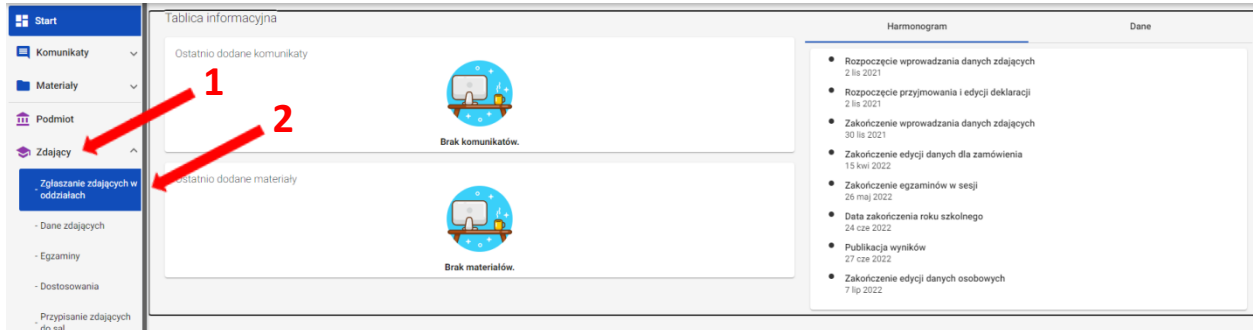 Start
Komunikaty
Materiały
Podmiot
Zdający
- Zgłaszanie zdających w
oddziałach
- Dane zdających
- Egzaminy
- Dostosowania
- Przypisanie zdających
do sal
1
2
Tablica informacyjna
Ostatnio dodane komunikaty
Brak komunikatów.
Ostatnio dodane materiały
Brak materiałów.
Harmonogram
Dane
Rozpoczęcie wprowadzania danych zdających
2 lis 2021
Rozpoczęcie przyjmowania i edycji deklaracji
2 lis 2021
Zakończenie wprowadzania danych zdających
30 lis 2021
Zakończenie edycji danych dla zamówienia
15 kwi 2022
Zakończenie egzaminów w sesji
26 maj 2022
Data zakończenia roku szkolnego
24 cze 2022
Publikacja wyników
27 cze 2022
Zakończenie edycji danych osobowych
7 lip 2022